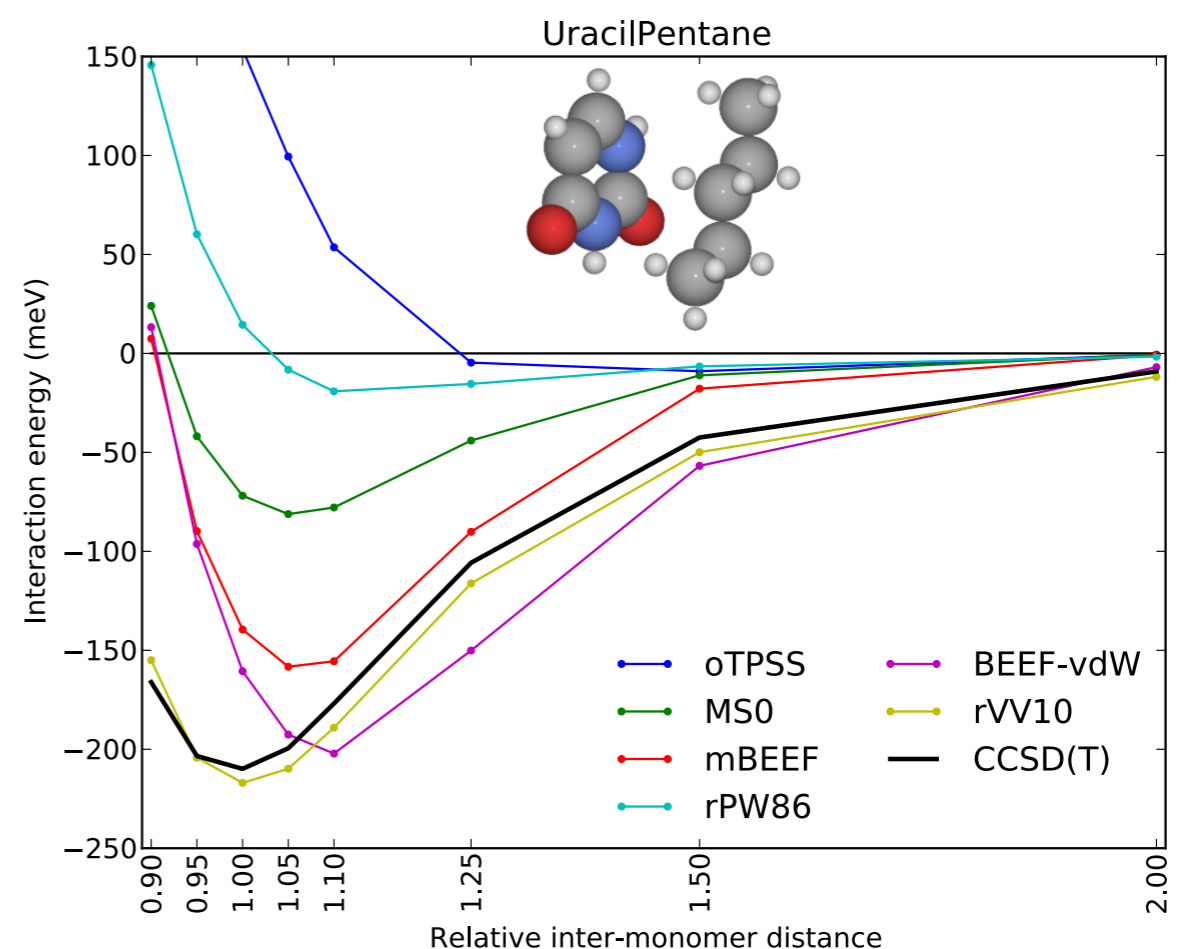 UracilPentane
150
100
50
0
−50
−100
−150
−200
−250
Interaction energy (meV)
oTPSS
MS0
mBEEF
rPW86
BEEF-vdW
rVV10
CCSD(T)
0.90
0.95
1.00
1.05
1.10
1.25
1.50
2.00
Relative inter-monomer distance